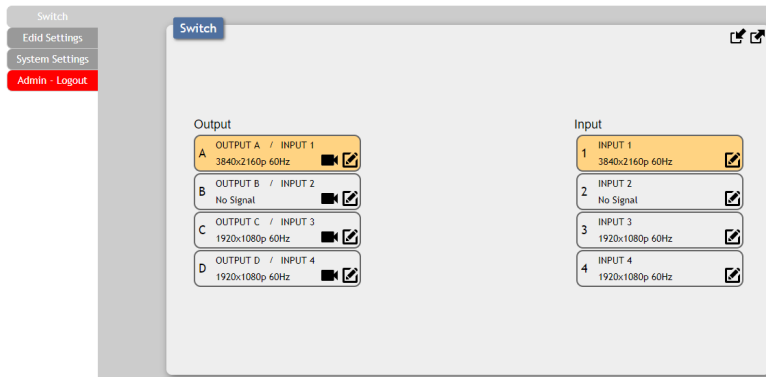 Switch
Edid Settings
System Settings
Admin - Logout
Switch
Output
A
OUTPUT A / INPUT 1
3840x2160p 60Hz
B
OUTPUT B / INPUT 2
No Signal
C
OUTPUT C / INPUT 3
1920x1080p 60Hz
D
OUTPUT D / INPUT 4
1920x1080p 60Hz
Input
1
INPUT 1
3840x2160p 60Hz
2
INPUT 2
No Signal
3
INPUT 3
1920x1080p 60Hz
4
INPUT 4
1920x1080p 60Hz